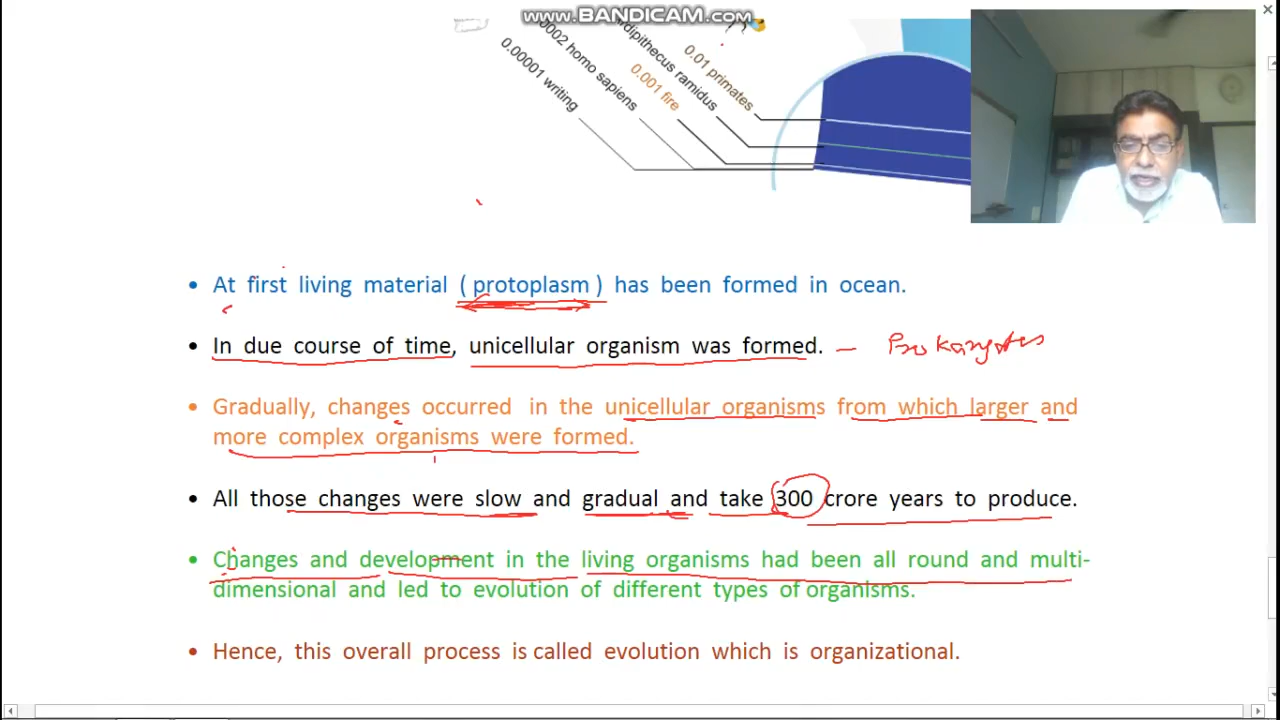 www.BANDICAM.com
0.01 primates
rdipithecus ramidus
0.001 fire
0002 homo sapiens
0.00001 writing
• At first living material ( protoplasm ) has been formed in ocean.
• In due course of time, unicellular organism was formed. – Prokaryotes
• Gradually, changes occurred in the unicellular organisms from which larger and
more complex organisms were formed.
• All those changes were slow and gradual and take 300 crore years to produce.
• Changes and development in the living organisms had been all round and multi-
dimensional and led to evolution of different types of organisms.
• Hence, this overall process is called evolution which is organizational.